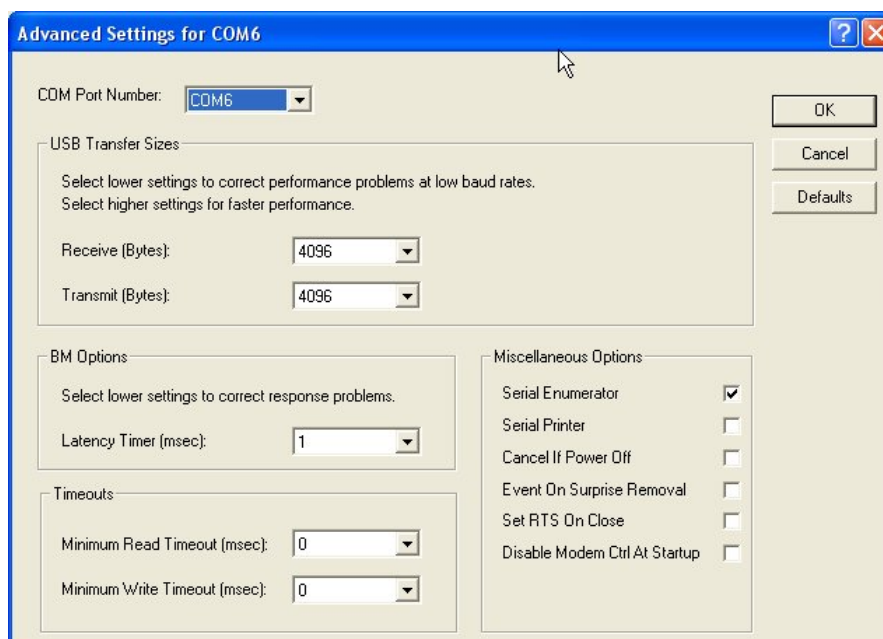 Advanced Settings for COM6
COM Port Number: COM6
OK
Cancel
Defaults
USB Transfer Sizes
Select lower settings to correct performance problems at low baud rates.
Select higher settings for faster performance.
Receive (Bytes): 4096
Transmit (Bytes): 4096
BM Options
Select lower settings to correct response problems.
Latency Timer (msec): 1
Timeouts
Minimum Read Timeout (msec): 0
Minimum Write Timeout (msec): 0
Miscellaneous Options
Serial Enumerator
Serial Printer
Cancel If Power Off
Event On Surprise Removal
Set RTS On Close
Disable Modem Ctrl At Startup